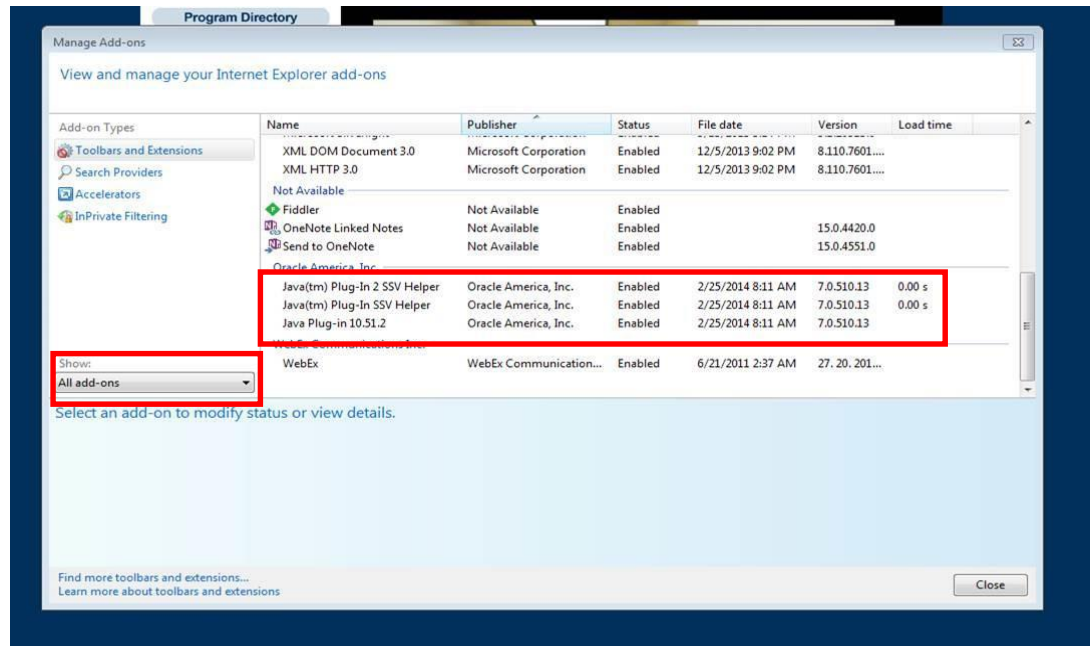 Program Directory
Manage Add-ons
View and manage your Internet Explorer add-ons
Add-on Types
Toolbars and Extensions
Search Providers
Accelerators
InPrivate Filtering
Name Publisher Status File date Version Load time
XML DOM Document 3.0 Microsoft Corporation Enabled 12/5/2013 9:02 PM 8.110.7601....
XML HTTP 3.0 Microsoft Corporation Enabled 12/5/2013 9:02 PM 8.110.7601....
Not Available
Fiddler Not Available Enabled
OneNote Linked Notes Not Available Enabled 15.0.4420.0
Send to OneNote Not Available Enabled 15.0.4551.0
Oracle America, Inc.
Java(tm) Plug-In 2 SSV Helper Oracle America, Inc. Enabled 2/25/2014 8:11 AM 7.0.510.13 0.00 s
Java(tm) Plug-In SSV Helper Oracle America, Inc. Enabled 2/25/2014 8:11 AM 7.0.510.13 0.00 s
Java Plug-in 10.51.2 Oracle America, Inc. Enabled 2/25/2014 8:11 AM 7.0.510.13
WebEx Communications Inc.
WebEx WebEx Communication... Enabled 6/21/2011 2:37 AM 27. 20. 201...
Show:
All add-ons
Select an add-on to modify status or view details.
Find more toolbars and extensions...
Learn more about toolbars and extensions
Close